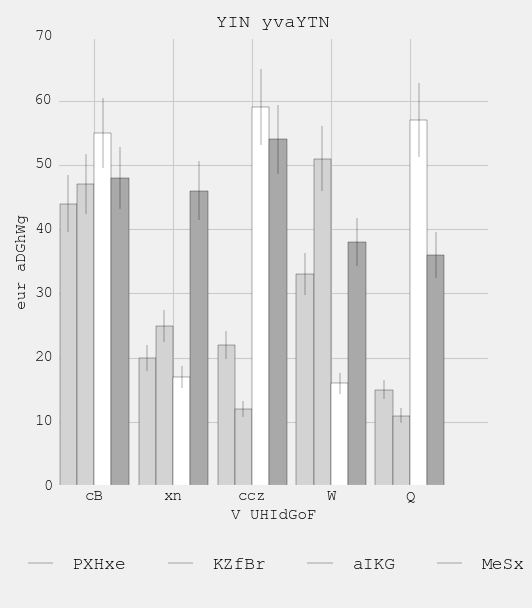 YIN yvaYTN
70
60
50
40
30
20
10
0
eur aDGhWg
cB xn ccz W Q
V UHIdGoF
PXHxe KZfBr aIKG MeSx